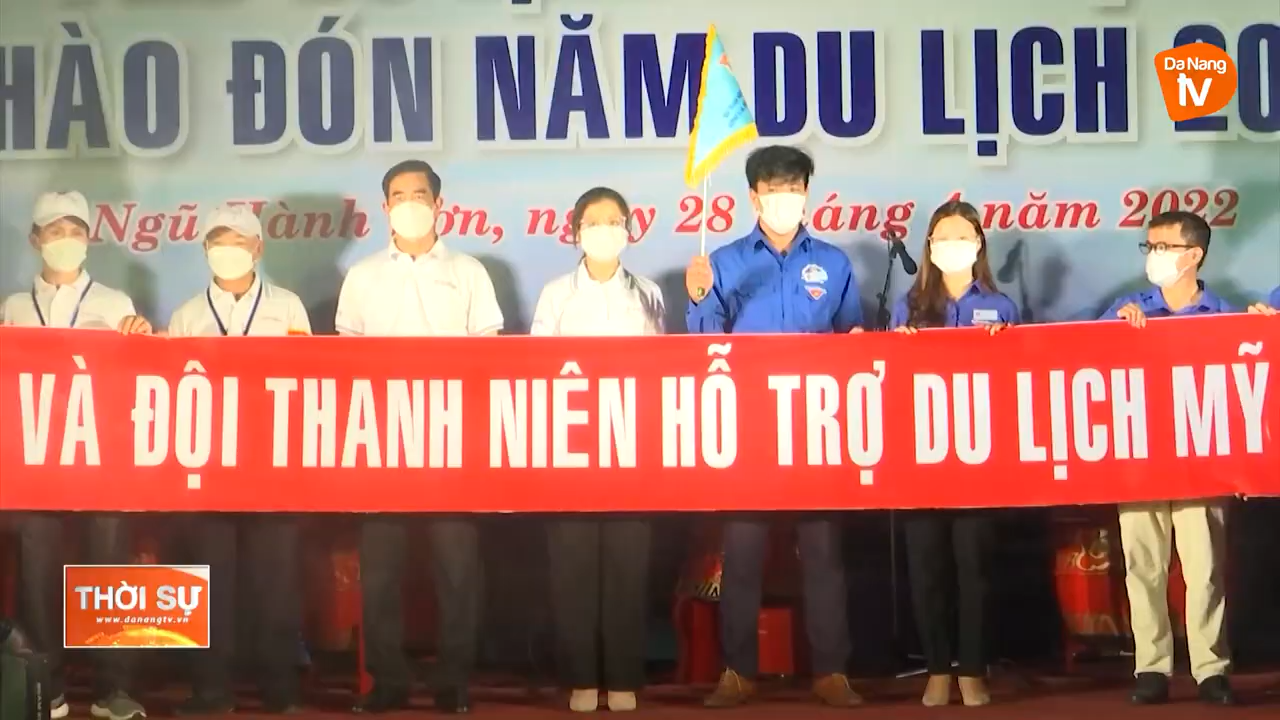 HÀO ĐÓN NĂM DU LỊCH 20
Da Nang
tv
Ngũ Hành Sơn, ngày 28 tháng 4 năm 2022
VÀ ĐỘI THANH NIÊN HỖ TRỢ DU LỊCH MỸ
THỜI SỰ
www.danangtv.vn